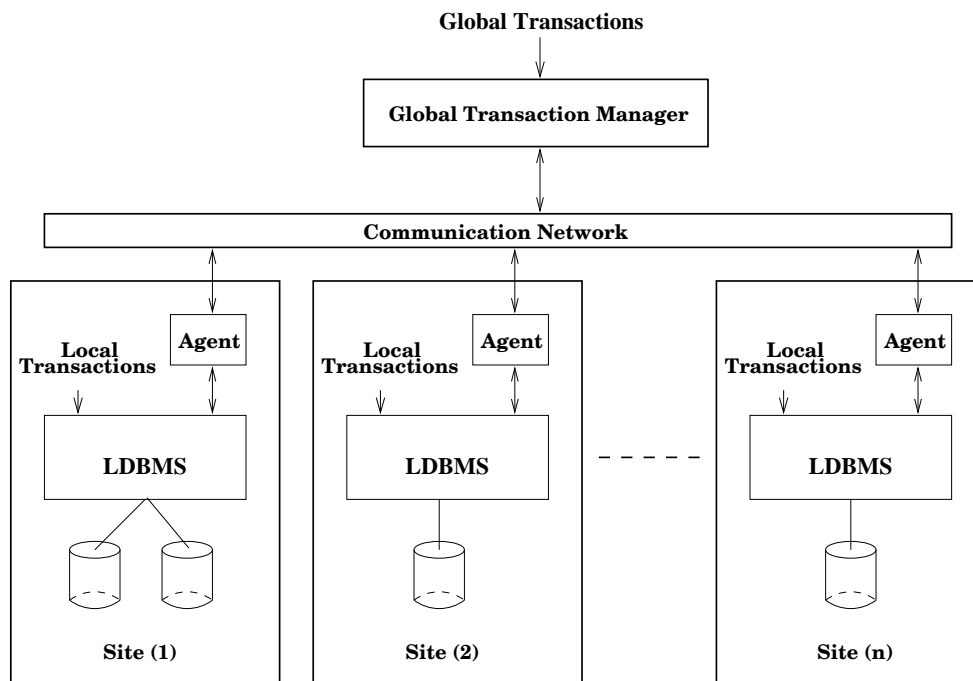 Global Transactions
Global Transaction Manager
Communication Network
Agent
Local
Transactions
LDBMS
Site (1)
Agent
Local
Transactions
LDBMS
Site (2)
Agent
Local
Transactions
LDBMS
Site (n)